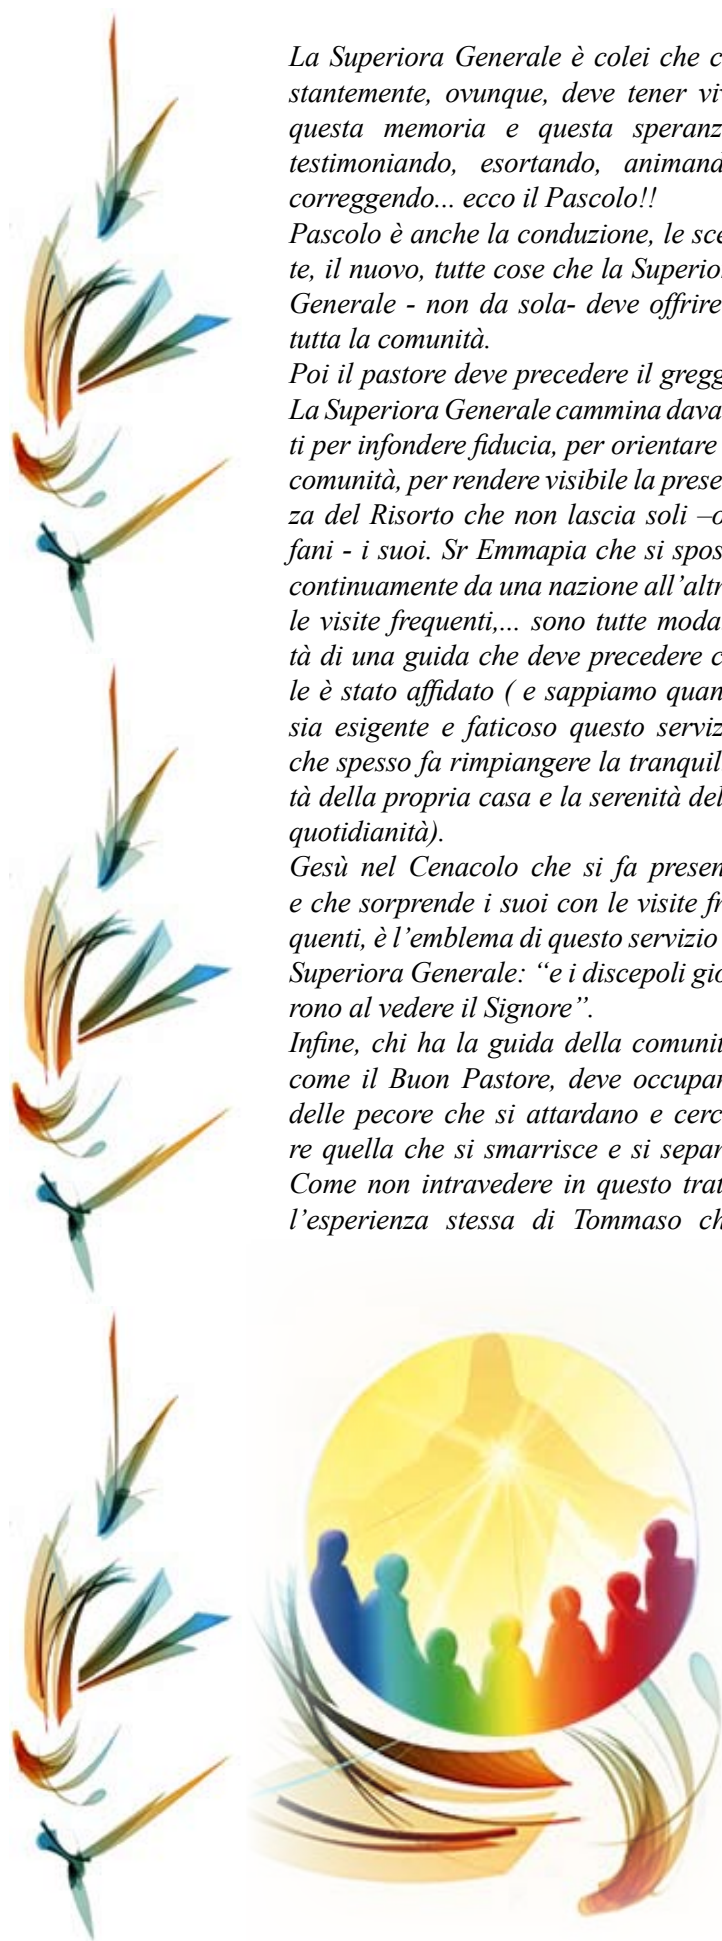 La Superiora Generale è colei che c
stantemente, ovunque, deve tener vi
questa memoria e questa speranz
testimoniando, esortando, animand
correggendo... ecco il Pascolo!!
Pascolo è anche la conduzione, le sce
te, il nuovo, tutte cose che la Superio
Generale - non da sola- deve offrire
tutta la comunità.
Poi il pastore deve precedere il gregg
La Superiora Generale cammina dava
ti per infondere fiducia, per orientare
comunità, per rendere visibile la prese
za del Risorto che non lascia soli –o
fani - i suoi. Sr Emmapia che si spos
continuamente da una nazione all’altr
le visite frequenti,... sono tutte moda
tà di una guida che deve precedere c
le è stato affidato ( e sappiamo quan
sia esigente e faticoso questo serviz
che spesso fa rimpiangere la tranquil
tà della propria casa e la serenità del
quotidianità).
Gesù nel Cenacolo che si fa presen
e che sorprende i suoi con le visite fr
quenti, è l’emblema di questo servizio
Superiora Generale: “e i discepoli gio
rono al vedere il Signore”.
Infine, chi ha la guida della comunit
come il Buon Pastore, deve occupar
delle pecore che si attardano e cerc
re quella che si smarrisce e si separ
Come non intravedere in questo trat
l’esperienza stessa di Tommaso ch